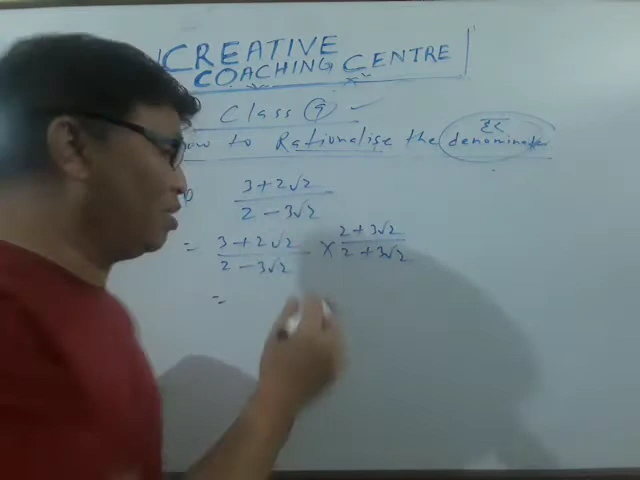 CREATIVE
COACHING CENTRE
Class 9
how to Rationalise the denominator
3+2√2
2-3√2
= 3+2√2 × 2+3√2
2-3√2 2+3√2
=